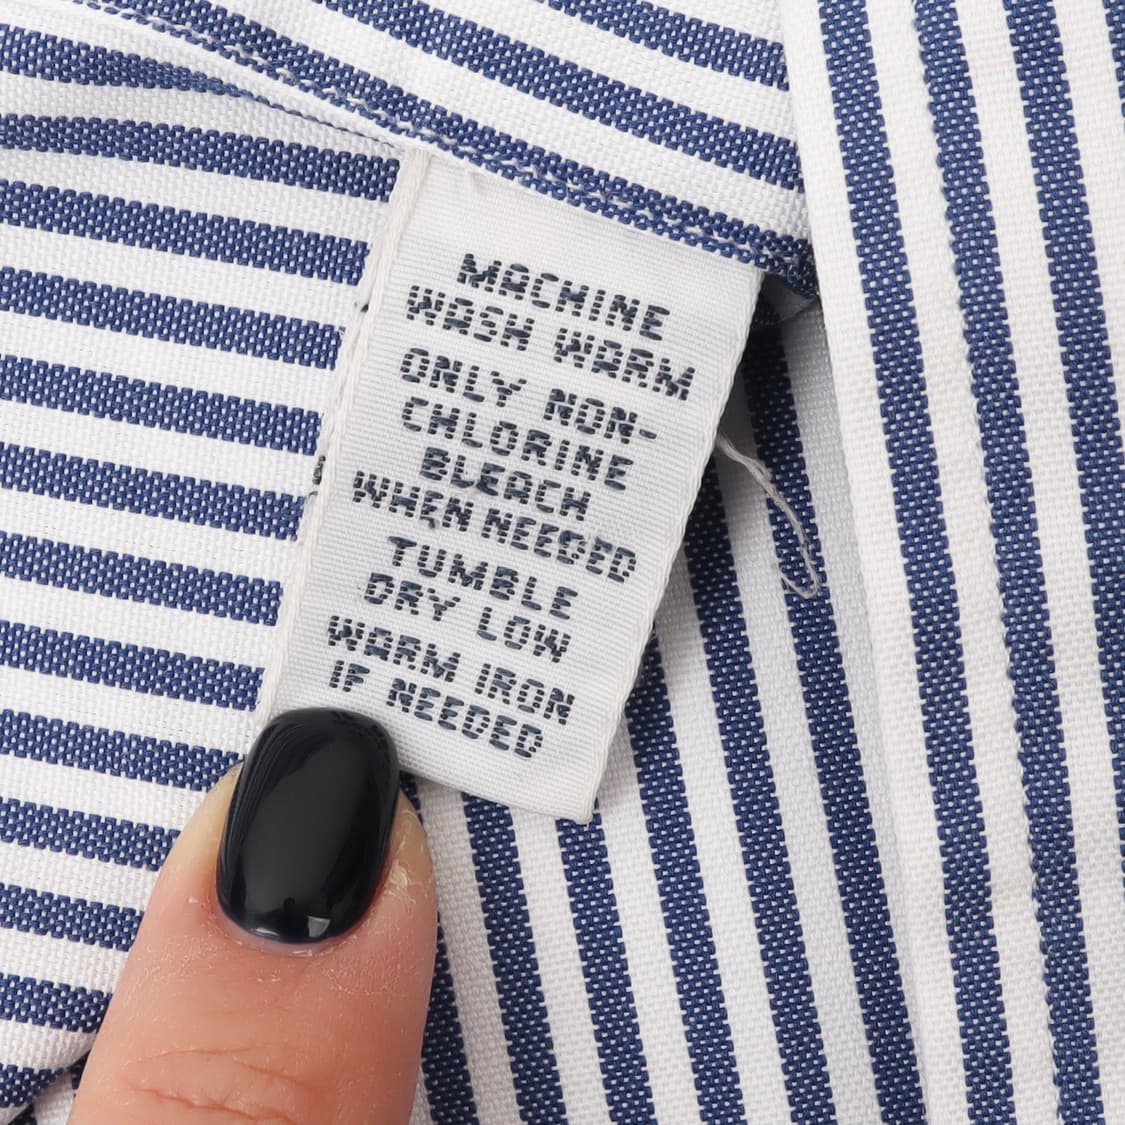 MACHINE
WASH WARM
ONLY NON-
CHLORINE
BLEACH
WHEN NEEDED
TUMBLE
DRY LOW
WARM IRON
IF NEEDED